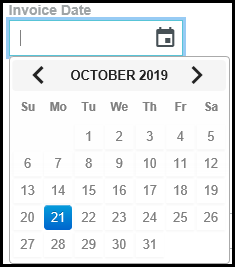 Invoice Date
OCTOBER 2019
Su Mo Tu We Th Fr Sa
1 2 3 4 5
6 7 8 9 10 11 12
13 14 15 16 17 18 19
20 21 22 23 24 25 26
27 28 29 30 31